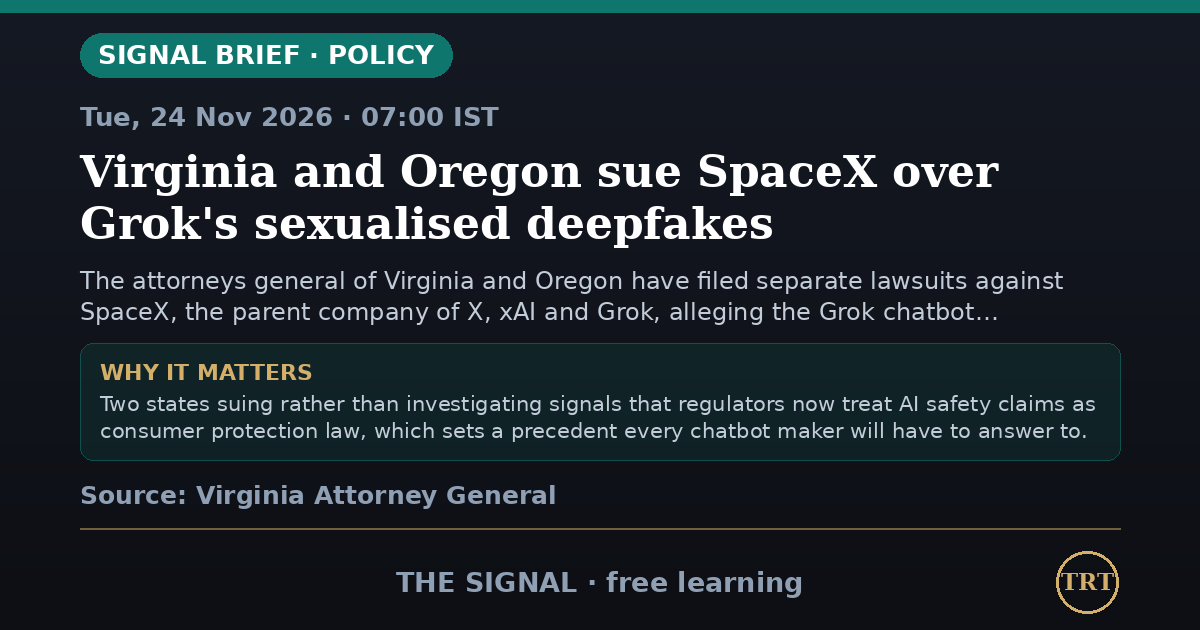 SIGNAL BRIEF · POLICY
Tue, 24 Nov 2026 · 07:00 IST
Virginia and Oregon sue SpaceX over
Grok's sexualised deepfakes
The attorneys general of Virginia and Oregon have filed separate lawsuits against
SpaceX, the parent company of X, xAI and Grok, alleging the Grok chatbot…
WHY IT MATTERS
Two states suing rather than investigating signals that regulators now treat AI safety claims as
consumer protection law, which sets a precedent every chatbot maker will have to answer to.
Source: Virginia Attorney General
THE SIGNAL · free learning
TRT